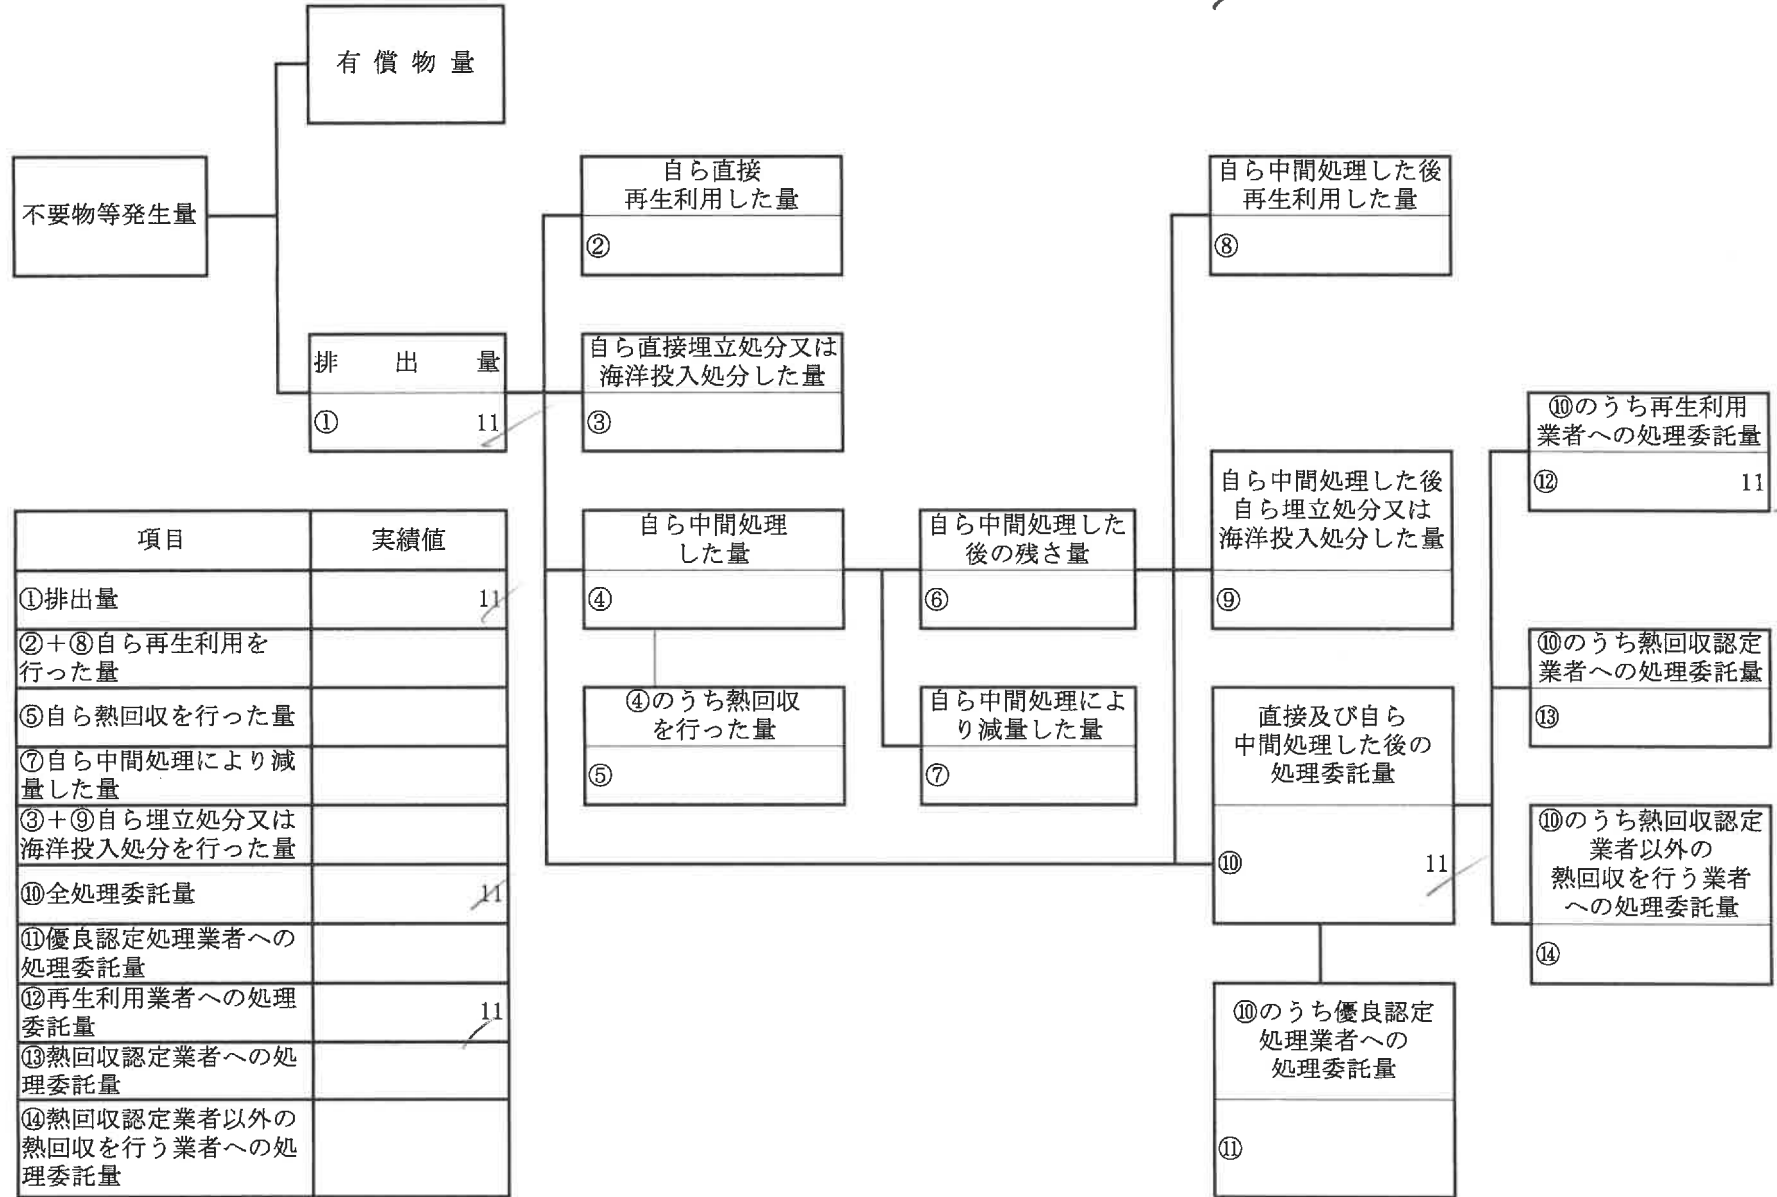 有償物量
不要物等発生量
排出量
① 11
自ら直接
再生利用した量
②
自ら直接埋立処分又は
海洋投入処分した量
③
自ら中間処理
した量
④
④のうち熱回収
を行った量
⑤
自ら中間処理した
後の残さ量
⑥
自ら中間処理によ
り減量した量
⑦
自ら中間処理した後
再生利用した量
⑧
自ら中間処理した後
自ら埋立処分又は
海洋投入処分した量
⑨
直接及び自ら
中間処理した後の
処理委託量
⑩ 11
⑩のうち優良認定
処理業者への
処理委託量
⑪
⑩のうち再生利用
業者への処理委託量
⑫ 11
⑩のうち熱回収認定
業者への処理委託量
⑬
⑩のうち熱回収認定
業者以外の
熱回収を行う業者
への処理委託量
⑭
項目 実績値
①排出量 11
②+⑧自ら再生利用を
行った量
⑤自ら熱回収を行った量
⑦自ら中間処理により減
量した量
③+⑨自ら埋立処分又は
海洋投入処分を行った量
⑩全処理委託量 11
⑪優良認定処理業者への
処理委託量
⑫再生利用業者への処理
委託量 11
⑬熱回収認定業者への処
理委託量
⑭熱回収認定業者以外の
熱回収を行う業者への処
理委託量